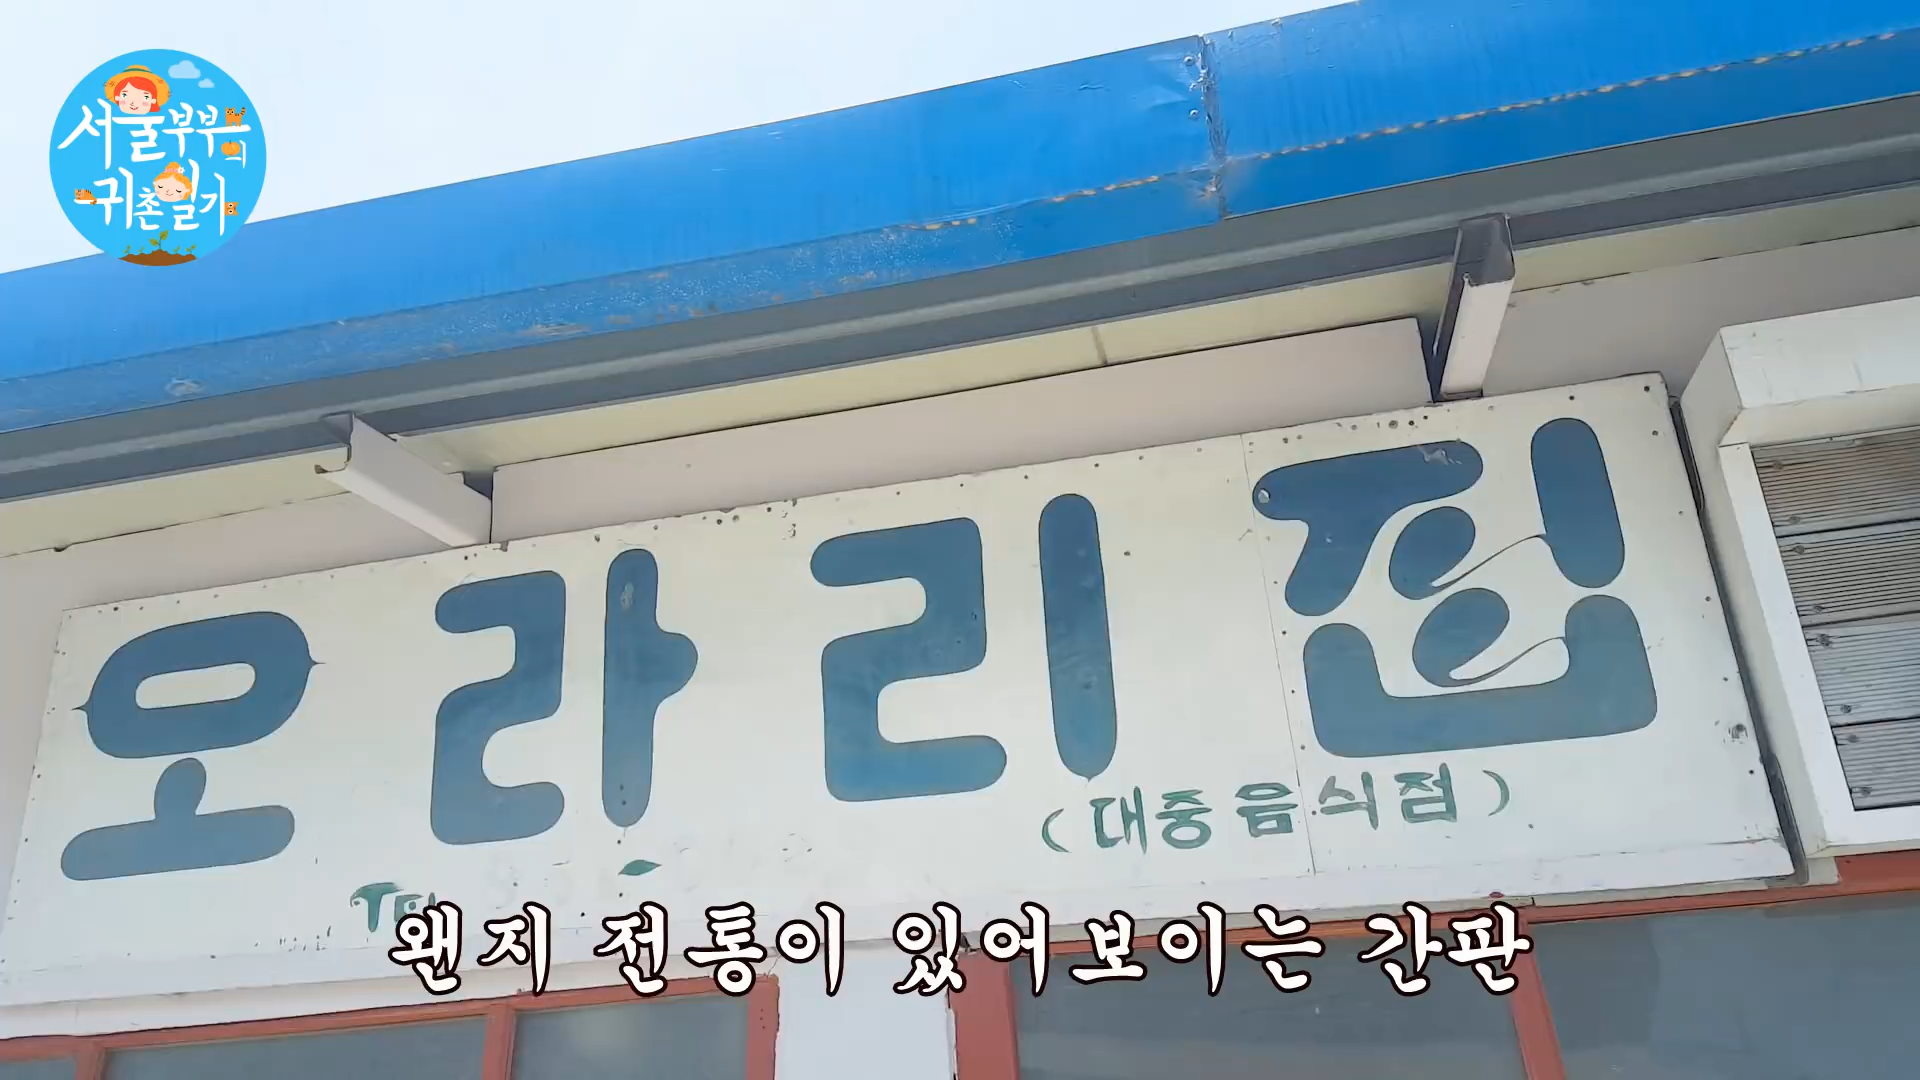 서울부부의
귀촌일기
오라리집
(대중음식점)
왠지 전통이 있어보이는 간판